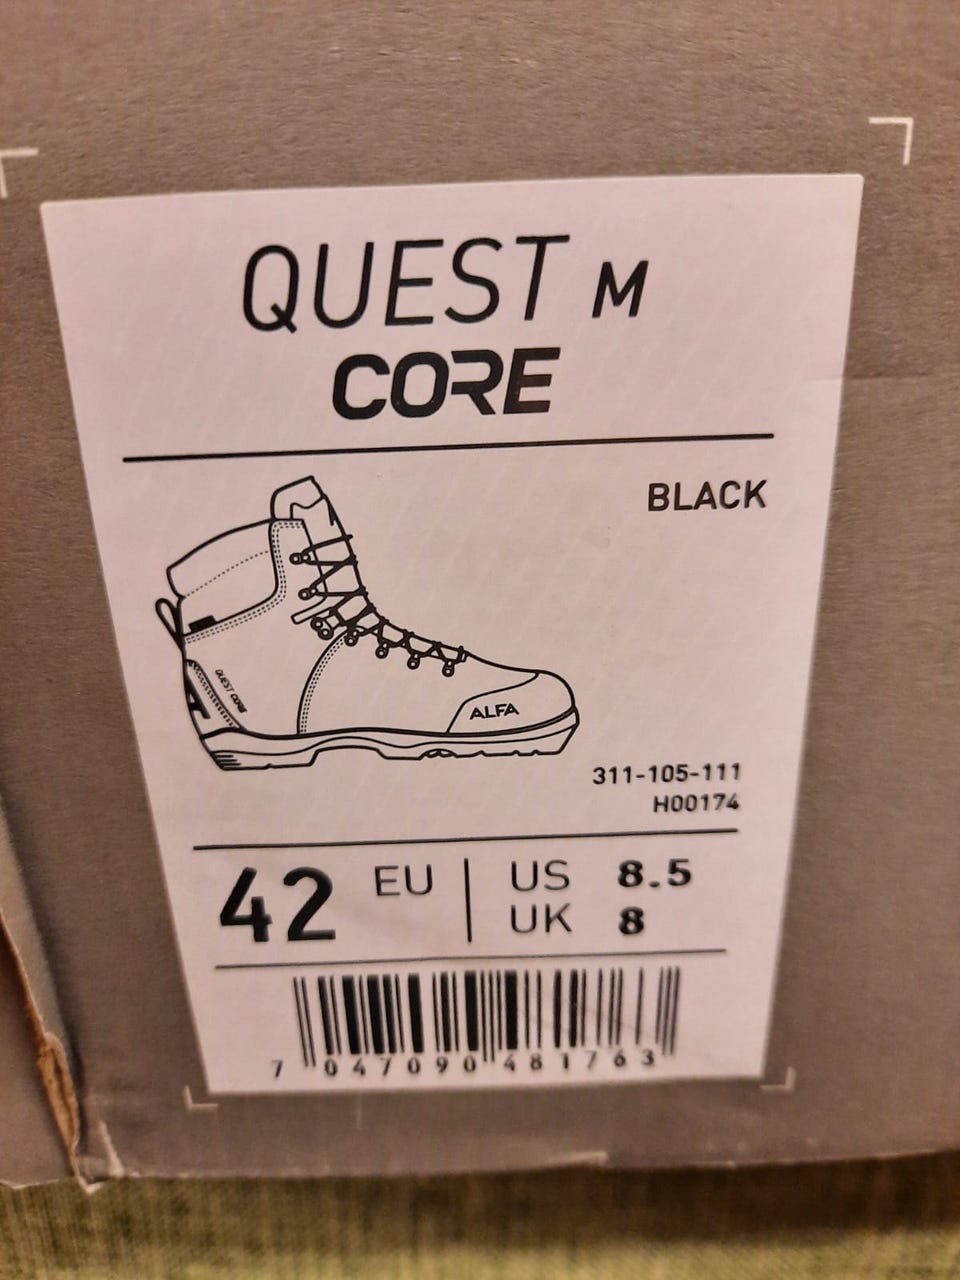 QUEST M
CORE
BLACK
QUEST CORE
A
ALFA
311-105-111
H00174
42 EU US 8.5
UK 8
7 047090 481763